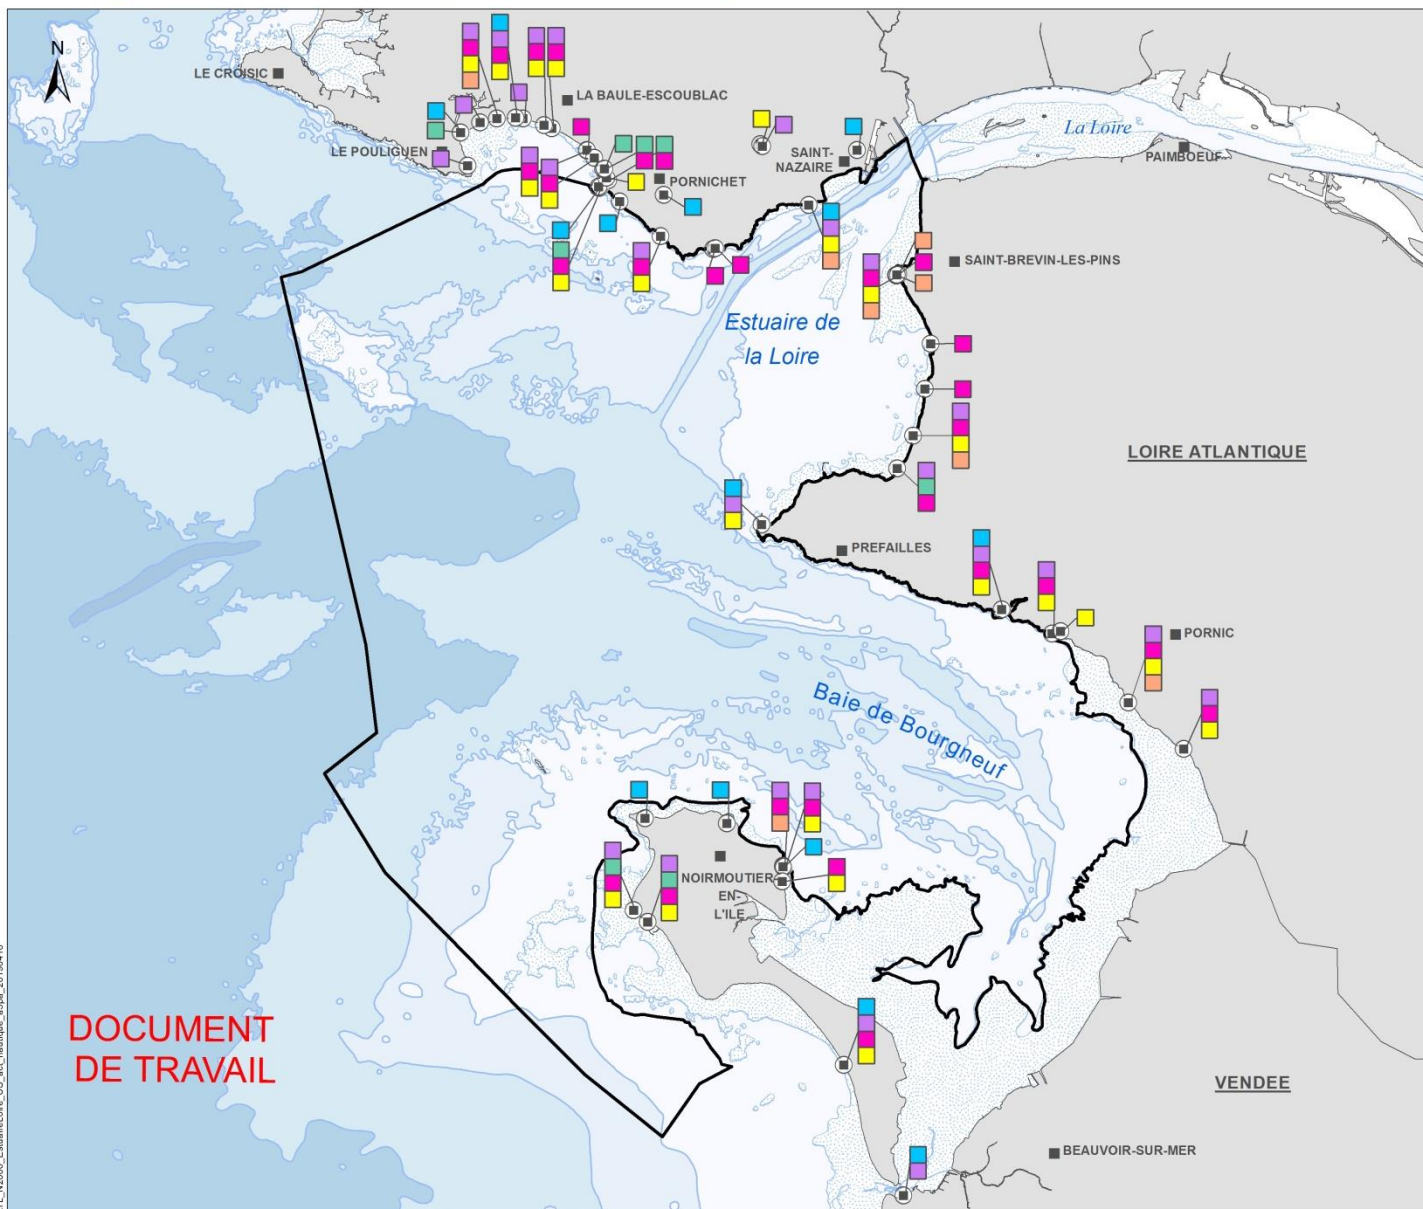 N
LE CROISIC
LA BAULE-ESCOUBLAC
LE POULIGUEN
SAINT-
NAZAIRE
La Loire
PAIMBOEUF
PORNICHET
SAINT-BREVIN-LES-PINS
Estuaire de
la Loire
LOIRE ATLANTIQUE
PREFAILLES
PORNIC
Baie de Bourgneuf
NOIRMOUTIER
EN-
L'ILE
DOCUMENT
DE TRAVAIL
VENDEE
BEAUVOIR-SUR-MER